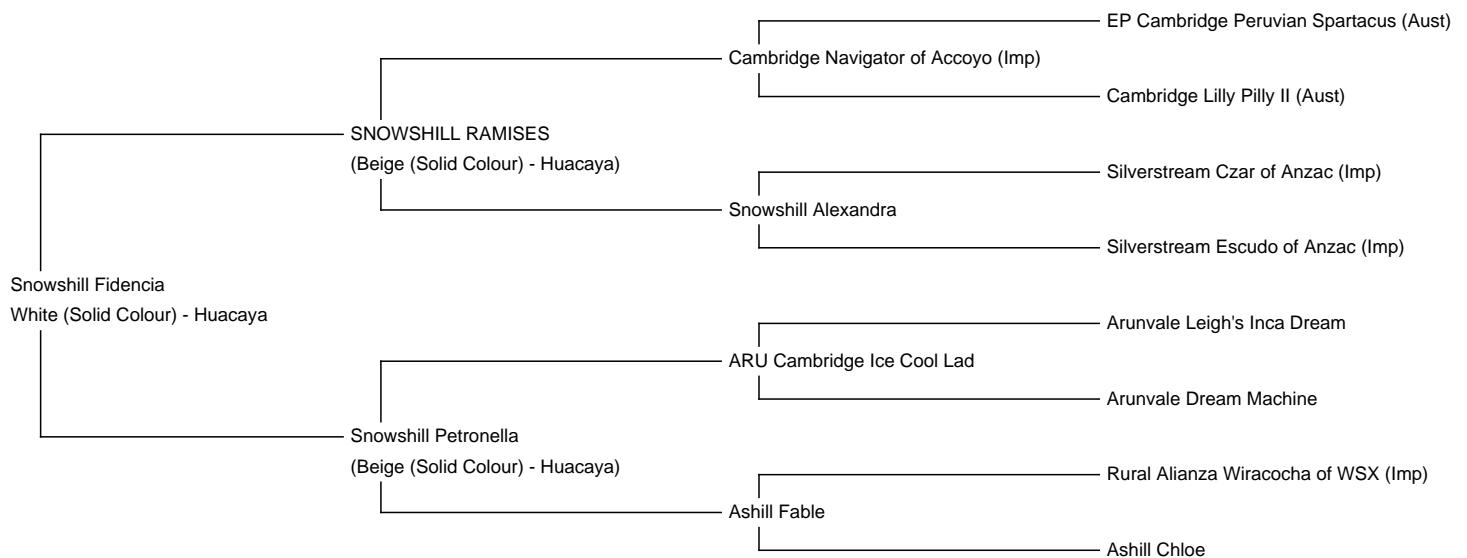 EP Cambridge Peruvian Spartacus (Aust)
Cambridge Navigator of Accoyo (Imp)
Cambridge Lilly Pilly II (Aust)
SNOWSHILL RAMISES
(Beige (Solid Colour) - Huacaya)
Silverstream Czar of Anzac (Imp)
Snowshill Alexandra
Silverstream Escudo of Anzac (Imp)
Snowshill Fidencia
White (Solid Colour) - Huacaya
Arunvale Leigh's Inca Dream
ARU Cambridge Ice Cool Lad
Arunvale Dream Machine
Snowshill Petronella
(Beige (Solid Colour) - Huacaya)
Rural Alianza Wiracocha of WSX (Imp)
Ashill Fable
Ashill Chloe